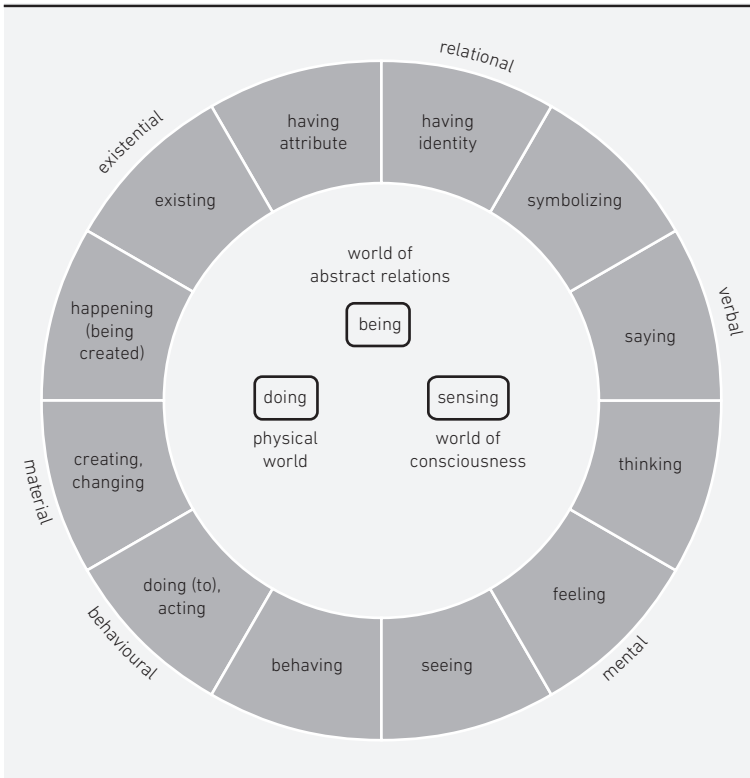 relational
existential
having
attribute
having
identity
existing
symbolizing
world of
abstract relations
being
verbal
happening
(being
created)
saying
doing
sensing
physical
world
world of
consciousness
material
creating,
changing
thinking
doing (to),
acting
feeling
behavioural
behaving
seeing
mental